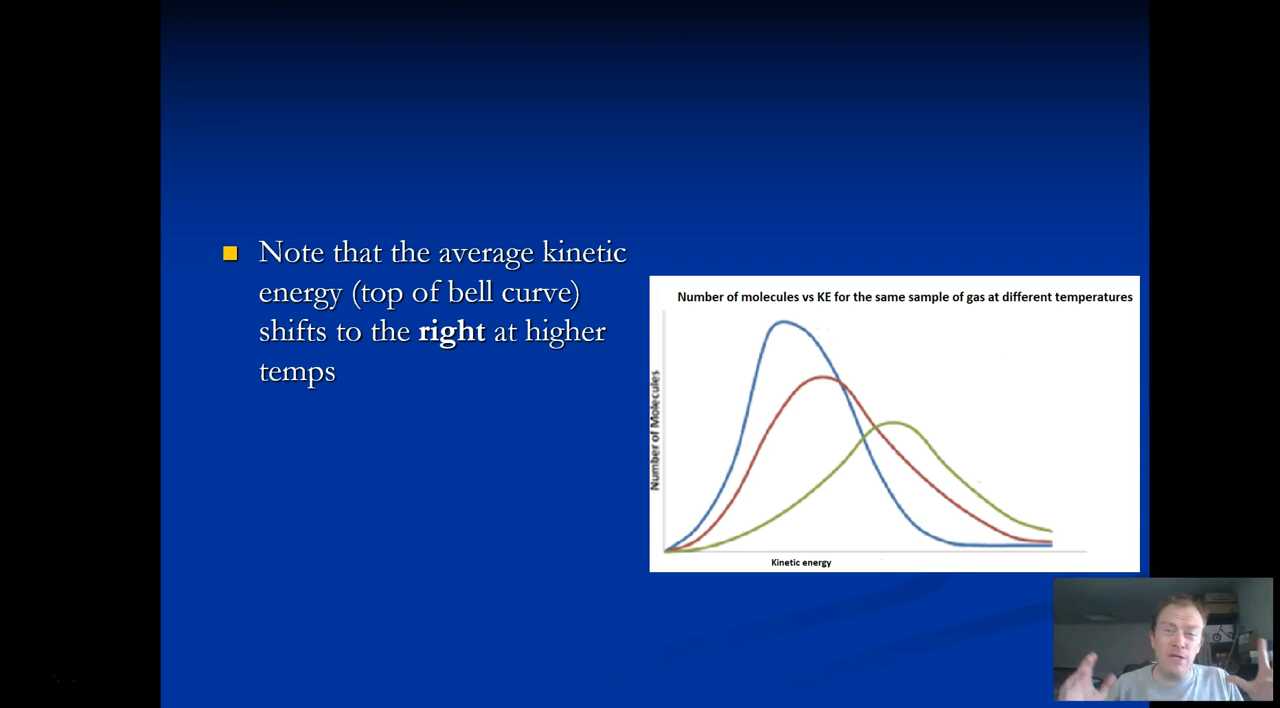 Note that the average kinetic
energy (top of bell curve)
shifts to the right at higher
temps
Number of molecules vs KE for the same sample of gas at different temperatures
Number of Molecules
Kinetic energy